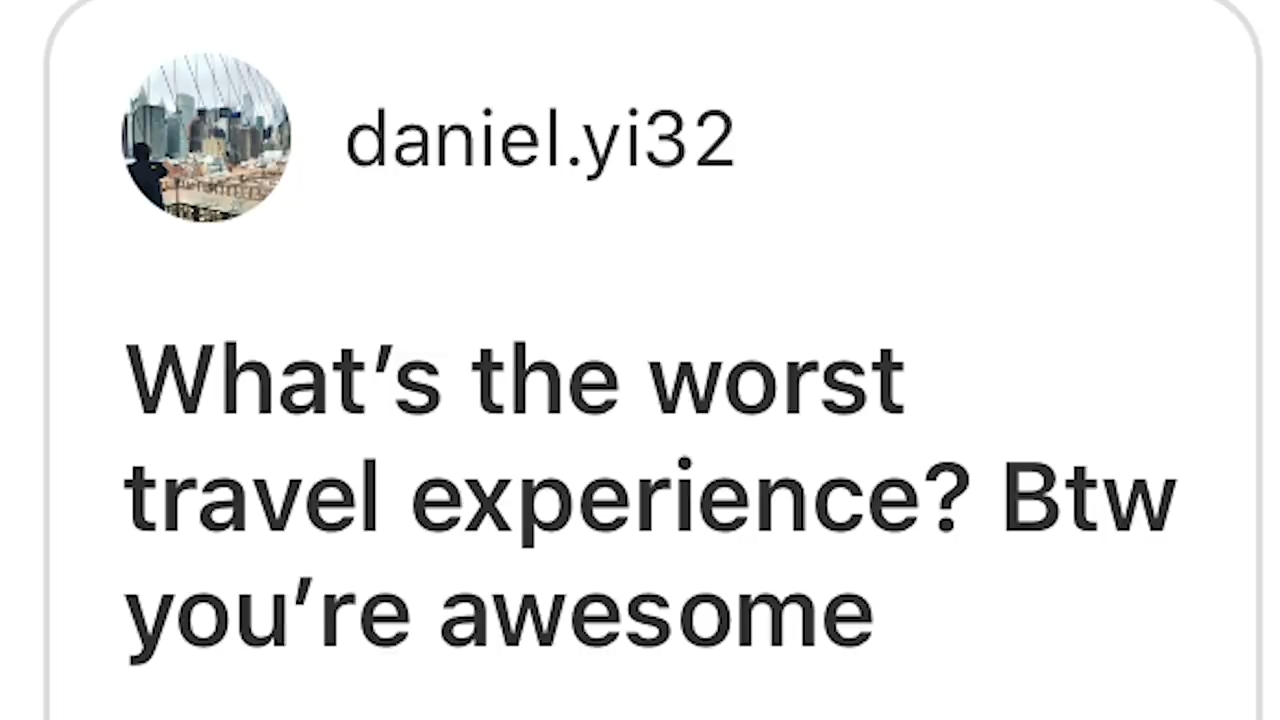 daniel.yi32
What’s the worst
travel experience? Btw
you’re awesome